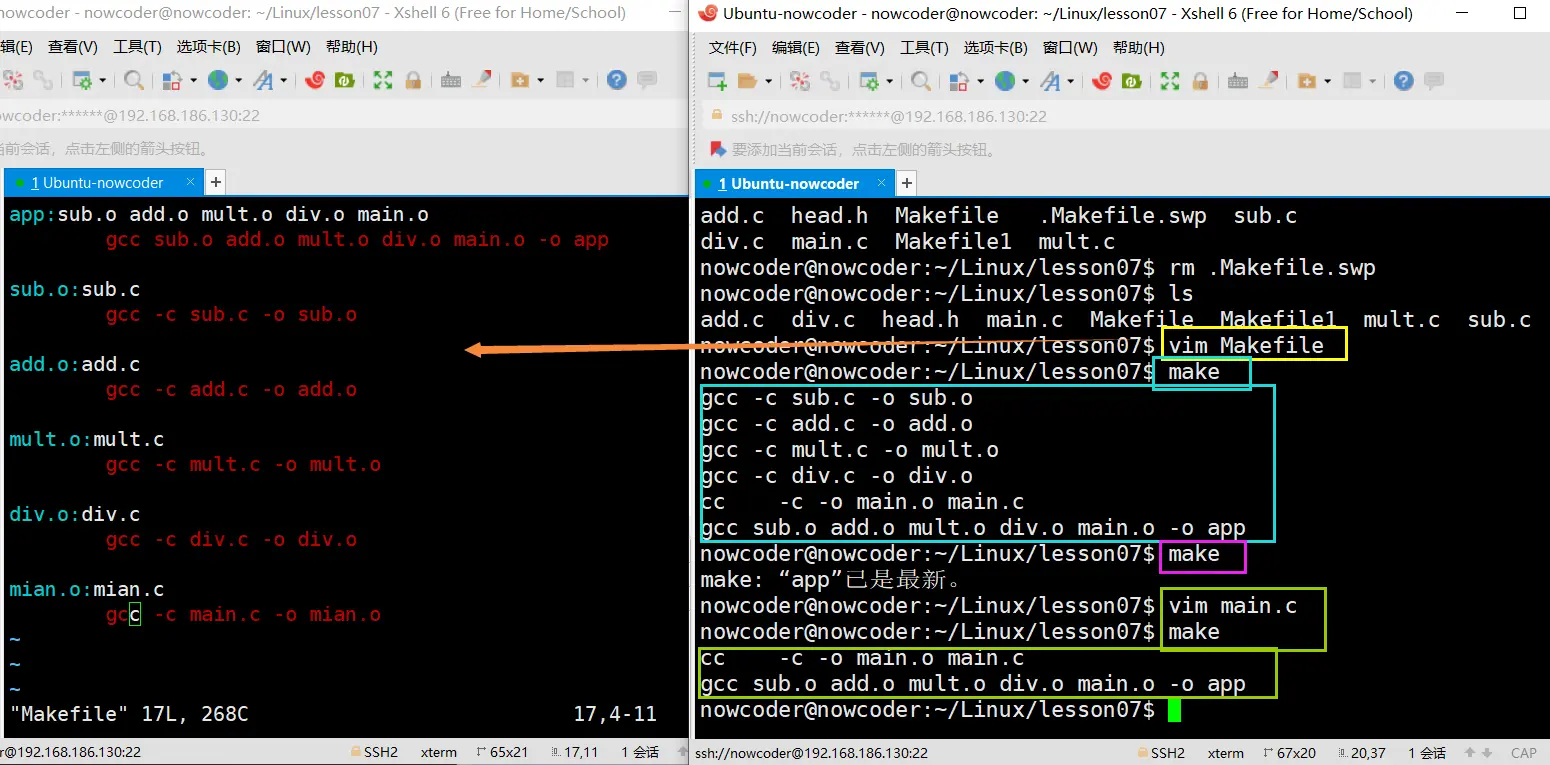 nowcoder - nowcoder@nowcoder: ~/Linux/lesson07 - Xshell 6 (Free for Home/School)
辑(E) 查看(V) 工具(T) 选项卡(B) 窗口(W) 帮助(H)
owcoder:******@192.168.186.130:22
当前会话，点击左侧的箭头按钮。
1 Ubuntu-nowcoder × +
app:sub.o add.o mult.o div.o main.o
gcc sub.o add.o mult.o div.o main.o -o app
sub.o:sub.c
gcc -c sub.c -o sub.o
add.o:add.c
gcc -c add.c -o add.o
mult.o:mult.c
gcc -c mult.c -o mult.o
div.o:div.c
gcc -c div.c -o div.o
mian.o:mian.c
gcc -c main.c -o mian.o
~
~
~
"Makefile" 17L, 268C 17,4-11
r@192.168.186.130:22 SSH2 xterm 65x21 17,11 1 会话
Ubuntu-nowcoder - nowcoder@nowcoder: ~/Linux/lesson07 - Xshell 6 (Free for Home/School)
文件(F) 编辑(E) 查看(V) 工具(T) 选项卡(B) 窗口(W) 帮助(H)
ssh://nowcoder:******@192.168.186.130:22
要添加当前会话，点击左侧的箭头按钮。
1 Ubuntu-nowcoder × +
add.c head.h Makefile .Makefile.swp sub.c
div.c main.c Makefile1 mult.c
nowcoder@nowcoder:~/Linux/lesson07$ rm .Makefile.swp
nowcoder@nowcoder:~/Linux/lesson07$ ls
add.c div.c head.h main.c Makefile Makefile1 mult.c sub.c
nowcoder@nowcoder:~/Linux/lesson07$ vim Makefile
nowcoder@nowcoder:~/Linux/lesson07$ make
gcc -c sub.c -o sub.o
gcc -c add.c -o add.o
gcc -c mult.c -o mult.o
gcc -c div.c -o div.o
cc -c -o main.o main.c
gcc sub.o add.o mult.o div.o main.o -o app
nowcoder@nowcoder:~/Linux/lesson07$ make
make: “app”已是最新。
nowcoder@nowcoder:~/Linux/lesson07$ vim main.c
nowcoder@nowcoder:~/Linux/lesson07$ make
cc -c -o main.o main.c
gcc sub.o add.o mult.o div.o main.o -o app
nowcoder@nowcoder:~/Linux/lesson07$
ssh://nowcoder@192.168.186.130:22 SSH2 xterm 67x20 20,37 1 会话 CAP